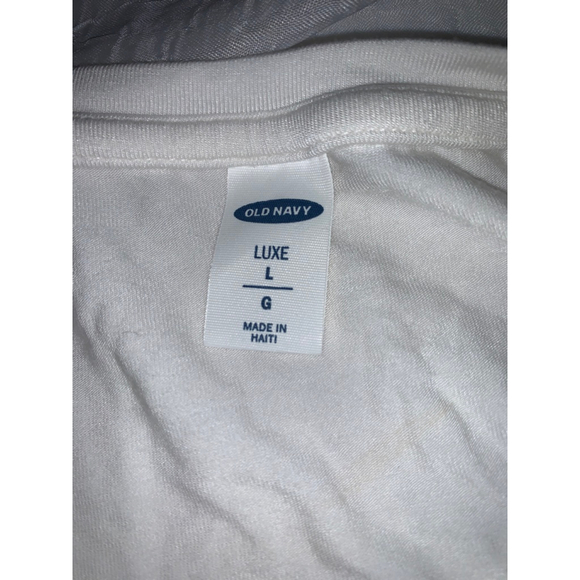 OLD NAVY
LUXE
L
G
MADE IN
HAITI